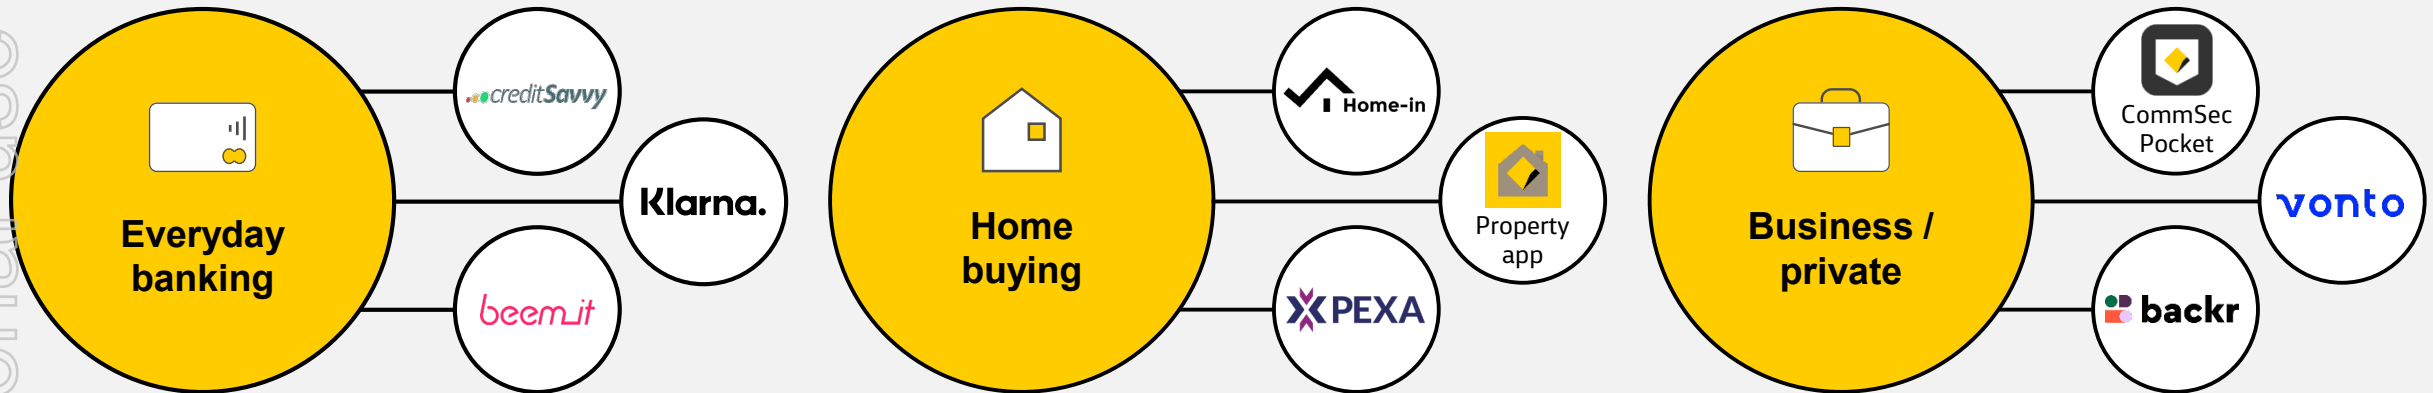 creditSavvy
Klarna.
beem it
Everyday
banking
Home-in
Property
app
PEXA
Home
buying
CommSec
Pocket
vonto
backr
Business /
private